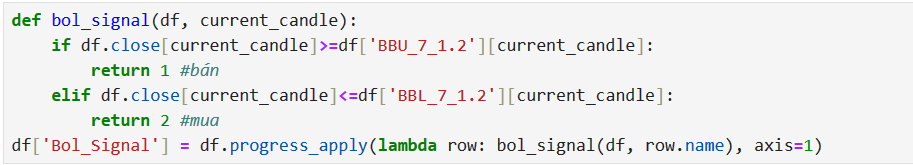 def bol_signal(df, current_candle):
    if df.close[current_candle]>=df['BBU_7_1.2'][current_candle]:
        return 1 #bán
    elif df.close[current_candle]<=df['BBL_7_1.2'][current_candle]:
        return 2 #mua
df['Bol_Signal'] = df.progress_apply(lambda row: bol_signal(df, row.name), axis=1)